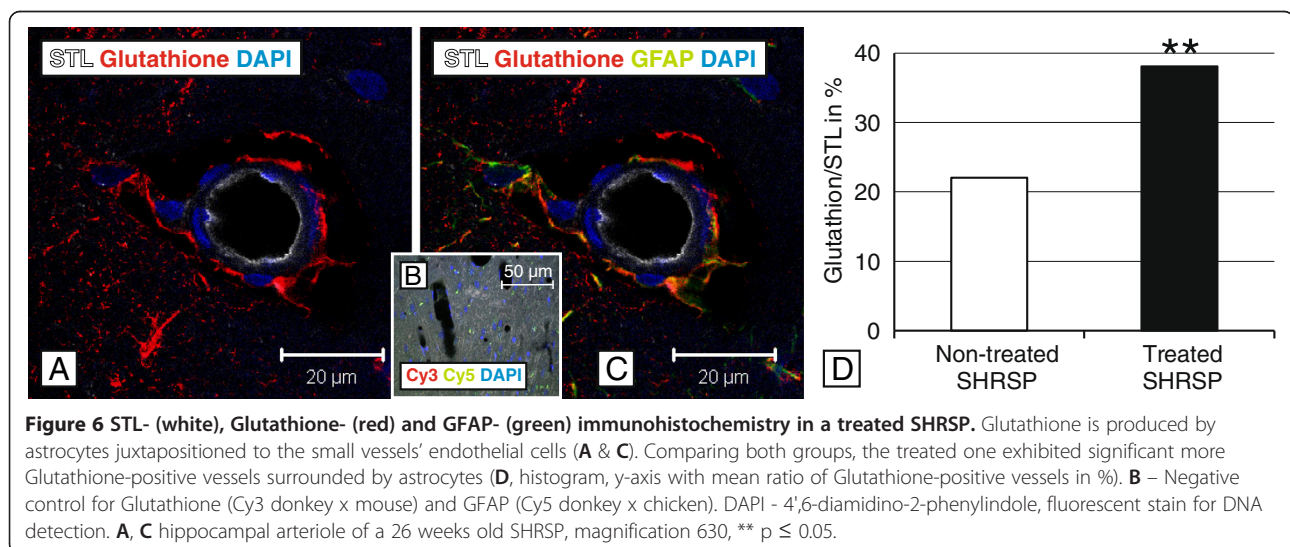 STL Glutathione DAPI
STL Glutathione GFAP DAPI
A
20 µm
B
50 µm
Cy3 Cy5 DAPI
C
20 µm
Glutathion/STL in %
40
30
20
10
0
**
Non-treated
SHRSP
Treated
SHRSP
D
Figure 6 STL- (white), Glutathione- (red) and GFAP- (green) immunohistochemistry in a treated SHRSP. Glutathione is produced by
astrocytes juxtapositioned to the small vessels' endothelial cells (A & C). Comparing both groups, the treated one exhibited significant more
Glutathione-positive vessels surrounded by astrocytes (D, histogram, y-axis with mean ratio of Glutathione-positive vessels in %). B – Negative
control for Glutathione (Cy3 donkey x mouse) and GFAP (Cy5 donkey x chicken). DAPI - 4',6-diamidino-2-phenylindole, fluorescent stain for DNA
detection. A, C hippocampal arteriole of a 26 weeks old SHRSP, magnification 630, ** p ≤ 0.05.